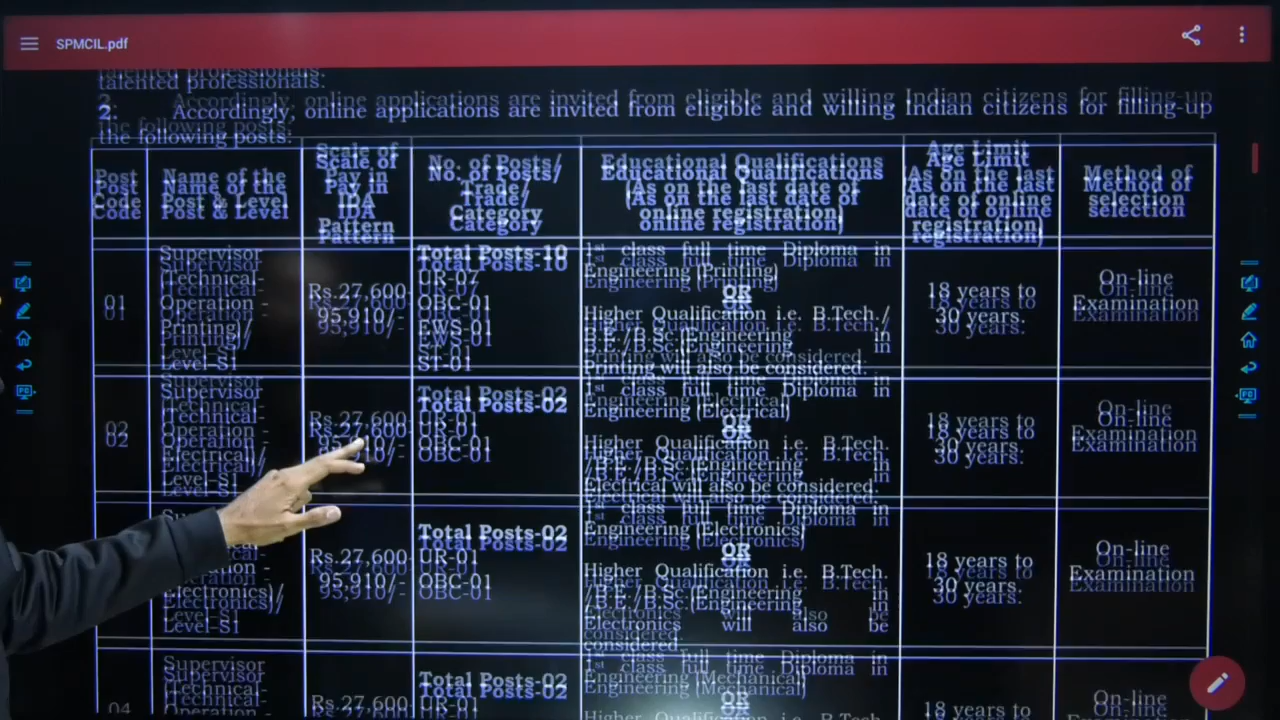 SPMCIL.pdf
talented professionals.
2. Accordingly, online applications are invited from eligible and willing Indian citizens for filling-up
the following posts:
Post Code
Name of the Post & Level
Scale of Pay in IDA Pattern
No. of Posts/ Trade/ Category
Educational Qualifications (As on the last date of online registration)
Age Limit (As on the last date of online registration)
Method of selection
01
Supervisor
(Technical-
Operation -
Printing)/
Level-S1
Rs.27,600-
95,910/-
Total Posts-10
UR-07
OBC-01
EWS-01
ST-01
1st class full time Diploma in
Engineering (Printing)
OR
Higher Qualification i.e. B.Tech./
B.E./B.Sc.(Engineering in
Printing will also be considered.
18 years to
30 years.
On-line
Examination
02
Supervisor
(Technical-
Operation -
Electrical)/
Level-S1
Rs.27,600-
95,910/-
Total Posts-02
UR-01
OBC-01
1st class full time Diploma in
Engineering (Electrical)
OR
Higher Qualification i.e. B.Tech.
/B.E./B.Sc.(Engineering in
Electrical will also be considered.
18 years to
30 years.
On-line
Examination
Electronics)/
Level-S1
Rs.27,600-
95,910/-
Total Posts-02
UR-01
OBC-01
1st class full time Diploma in
Engineering (Electronics)
OR
Higher Qualification i.e. B.Tech.
/B.E./B.Sc.(Engineering in
Electronics will also be
considered.
18 years to
30 years.
On-line
Examination
04
Supervisor
(Technical-
Operation -
Rs.27,600-
Total Posts-02
UR-01
1st class full time Diploma in
Engineering (Mechanical)
OR
Higher Qualification i.e. B.Tech.
18 years to
On-line